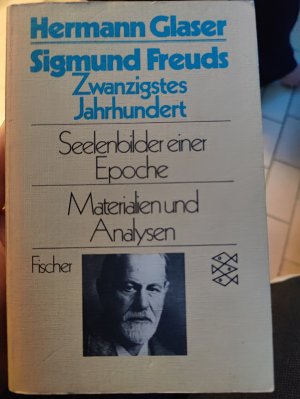 Hermann Glaser
Sigmund Freuds
Zwanzigstes
Jahrhundert
Seelenbilder einer
Epoche
Materialien und
Analysen
Fischer